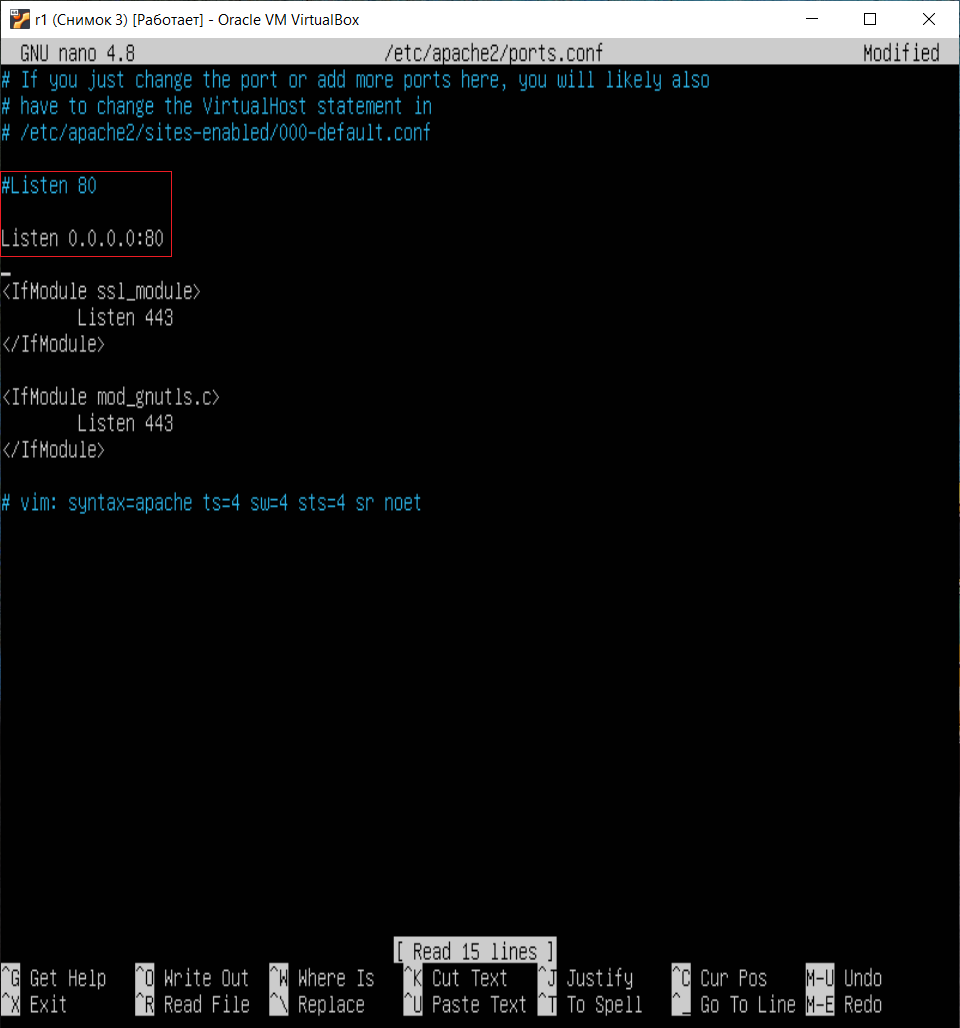 r1 (Снимок 3) [Работает] - Oracle VM VirtualBox
GNU nano 4.8 /etc/apache2/ports.conf Modified
# If you just change the port or add more ports here, you will likely also
# have to change the VirtualHost statement in
# /etc/apache2/sites-enabled/000-default.conf
#Listen 80
Listen 0.0.0.0:80
<IfModule ssl_module>
Listen 443
</IfModule>
<IfModule mod_gnutls.c>
Listen 443
</IfModule>
# vim: syntax=apache ts=4 sw=4 sts=4 sr noet
[ Read 15 lines ]
^G Get Help ^O Write Out ^W Where Is ^K Cut Text ^J Justify ^C Cur Pos M-U Undo
^X Exit ^R Read File ^\ Replace ^U Paste Text ^T To Spell ^_ Go To Line M-E Redo